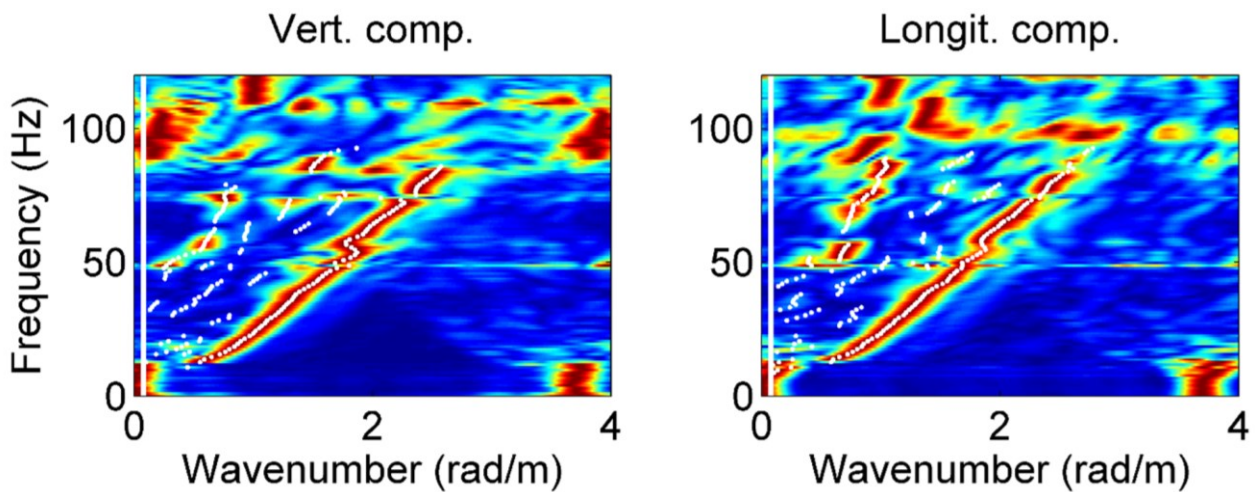 Vert. comp.
Longit. comp.
Frequency (Hz)
100
50
0
0 2 4
Wavenumber (rad/m)
100
50
0
0 2 4
Wavenumber (rad/m)